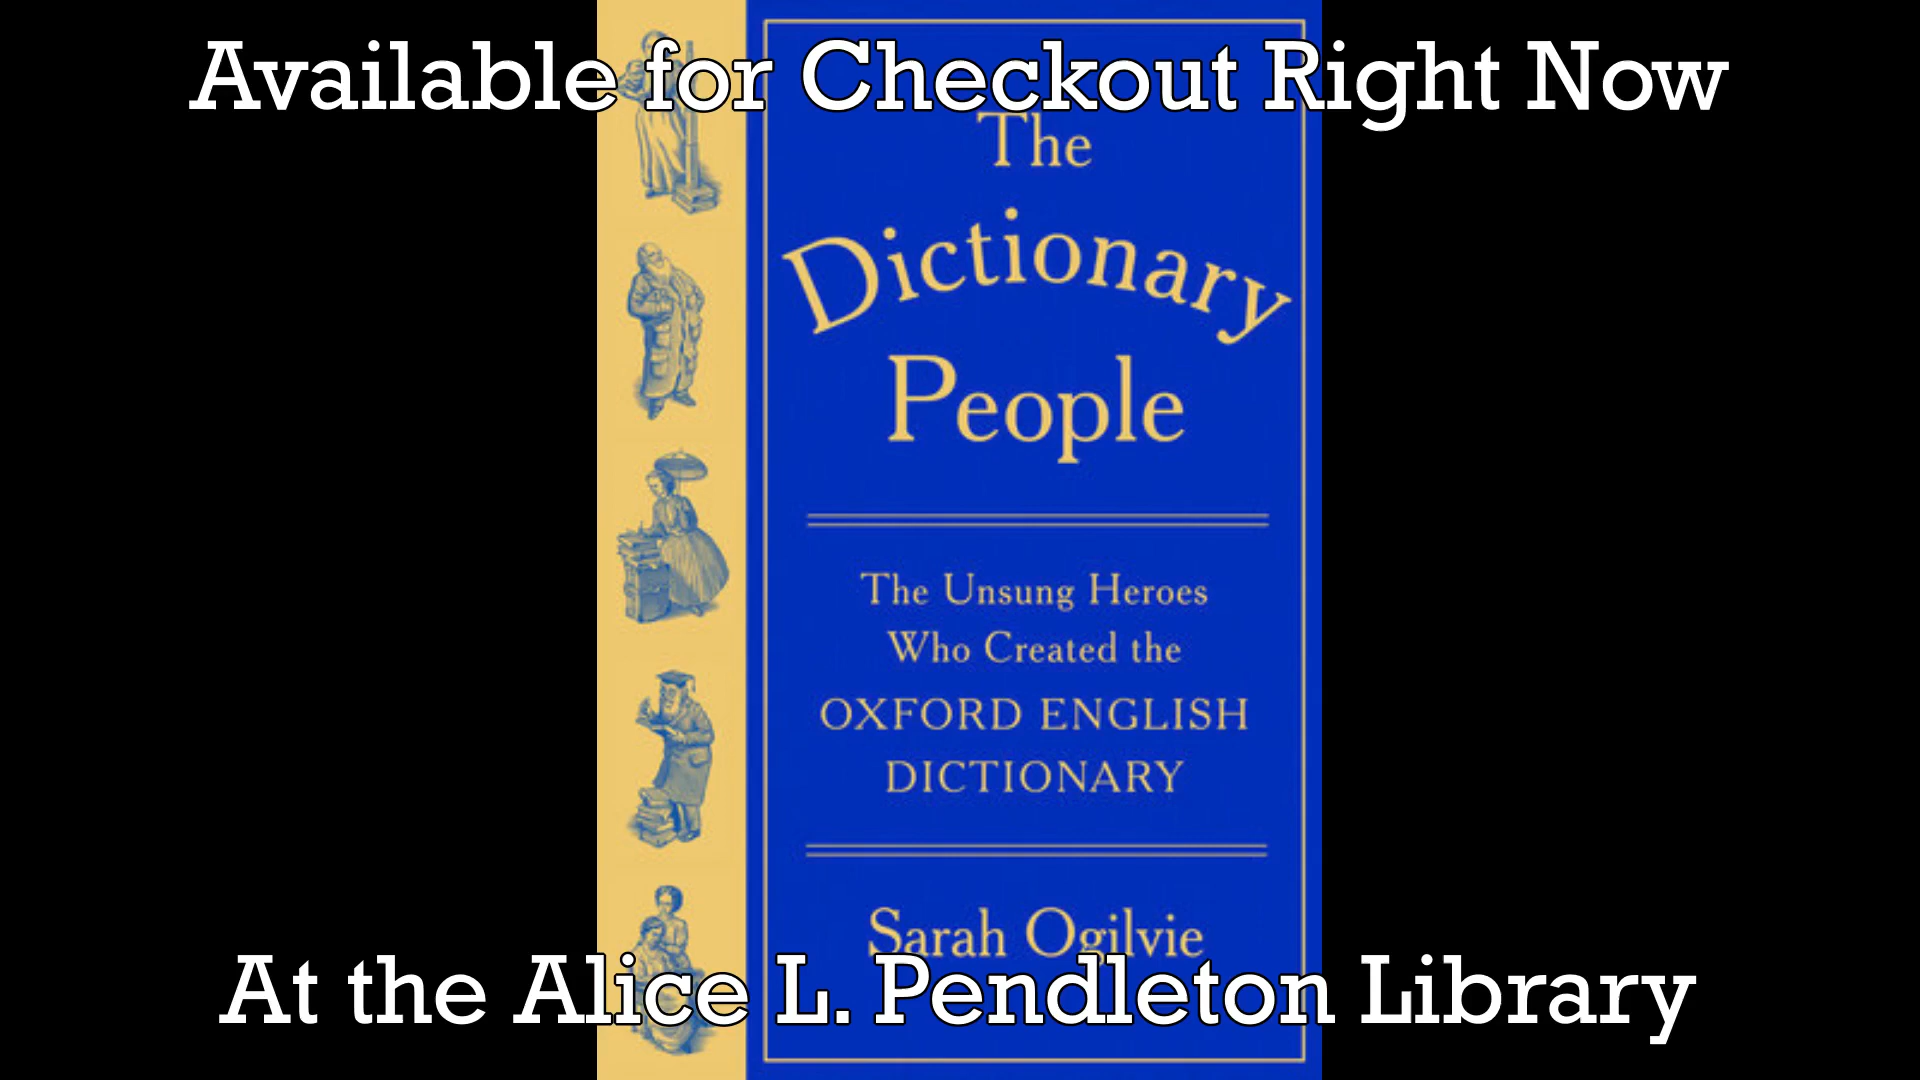 Available for Checkout Right Now
The
Dictionary
People
The Unsung Heroes
Who Created the
OXFORD ENGLISH
DICTIONARY
Sarah Ogilvie
At the Alice L. Pendleton Library